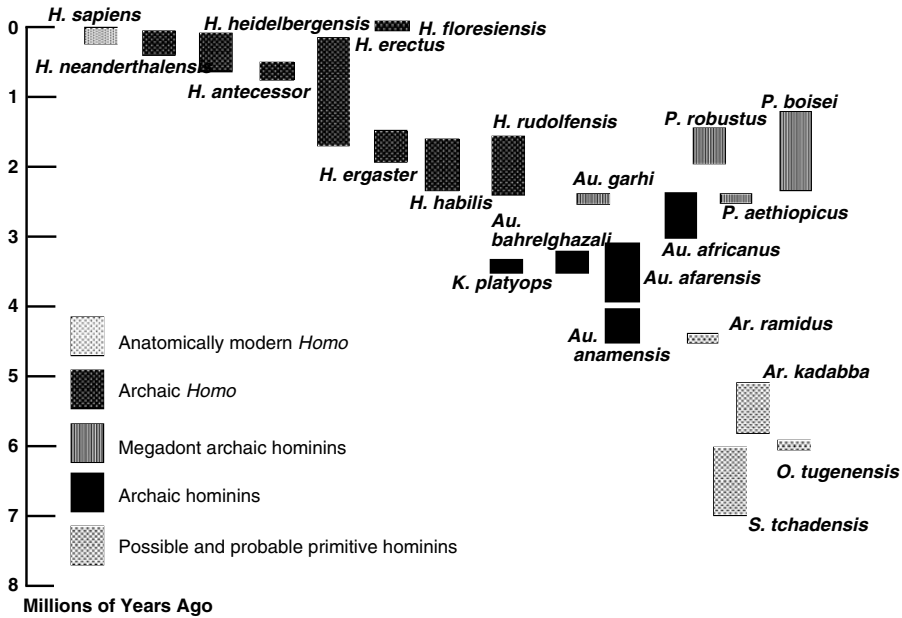 0
1
2
3
4
5
6
7
8
Millions of Years Ago
H. sapiens
H. neanderthalensis
H. heidelbergensis
H. antecessor
H. erectus
H. floresiensis
H. ergaster
H. habilis
H. rudolfensis
Au. garhi
P. robustus
P. boisei
P. aethiopicus
Au.
bahrelghazali
Au. africanus
K. platyops
Au. afarensis
Au.
anamensis
Ar. ramidus
Ar. kadabba
O. tugenensis
S. tchadensis
Anatomically modern Homo
Archaic Homo
Megadont archaic hominins
Archaic hominins
Possible and probable primitive hominins